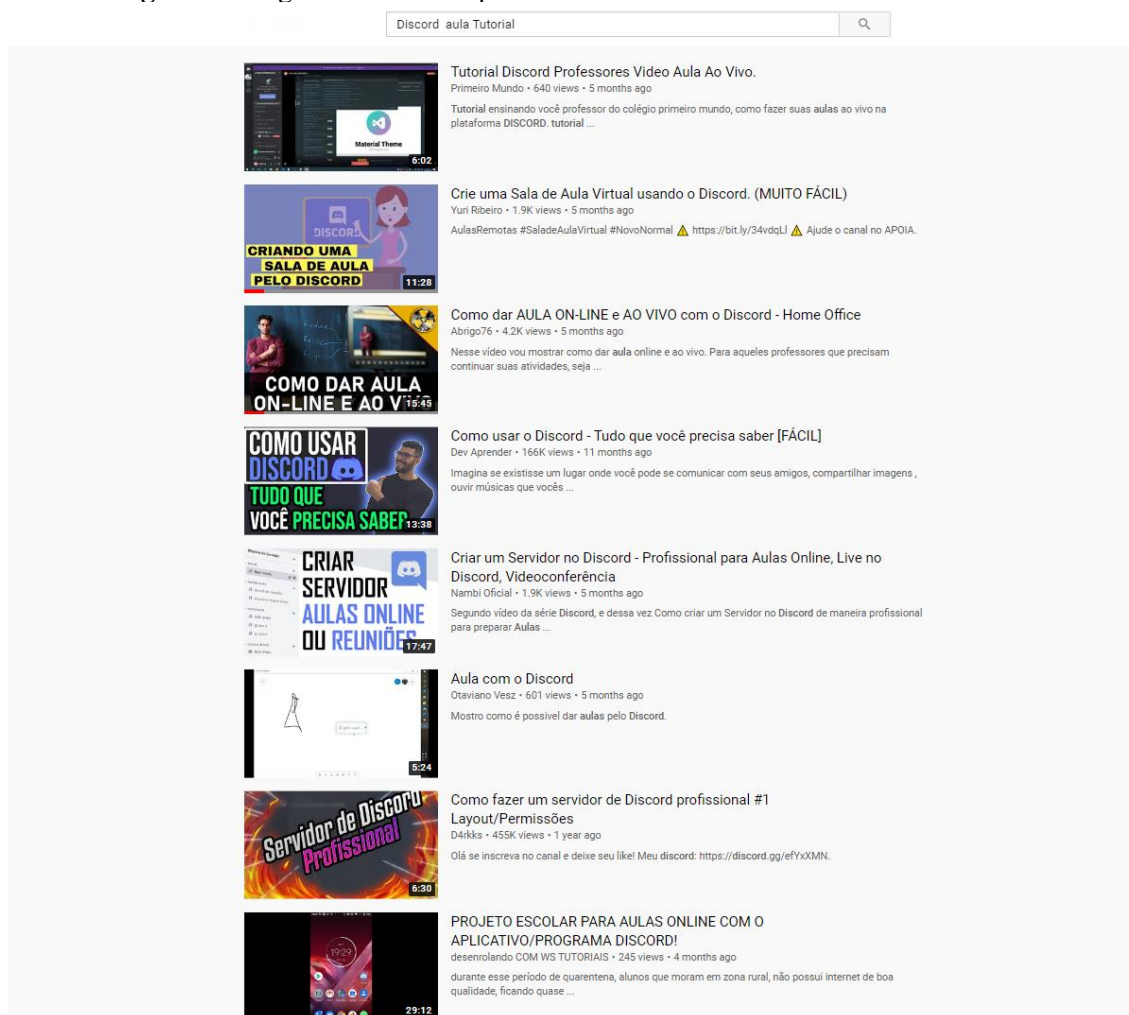 Discord aula Tutorial
Material Theme
6:02
Tutorial Discord Professores Video Aula Ao Vivo.
Primeiro Mundo • 640 views • 5 months ago
Tutorial ensinando você professor do colégio primeiro mundo, como fazer suas aulas ao vivo na
plataforma DISCORD. tutorial ...
DISCORD
CRIANDO UMA
SALA DE AULA
PELO DISCORD
11:28
Crie uma Sala de Aula Virtual usando o Discord. (MUITO FÁCIL)
Yuri Ribeiro • 1.9K views • 5 months ago
AulasRemotas #SaladeAulaVirtual #NovoNormal ⚠ https://bit.ly/34vdqLl ⚠ Ajude o canal no APOIA.
COMO DAR AULA
ON-LINE E AO VIVO
15:45
Como dar AULA ON-LINE e AO VIVO com o Discord - Home Office
Abrigo76 • 4.2K views • 5 months ago
Nesse vídeo vou mostrar como dar aula online e ao vivo. Para aqueles professores que precisam
continuar suas atividades, seja ...
COMO USAR
DISCORD
TUDO QUE
VOCÊ PRECISA SABER
13:38
Como usar o Discord - Tudo que você precisa saber [FÁCIL]
Dev Aprender • 166K views • 11 months ago
Imagina se existisse um lugar onde você pode se comunicar com seus amigos, compartilhar imagens ,
ouvir músicas que vocês ...
CRIAR
SERVIDOR
AULAS ONLINE
OU REUNIÕES
17:47
Criar um Servidor no Discord - Profissional para Aulas Online, Live no
Discord, Videoconferência
Nambi Oficial • 1.9K views • 5 months ago
Segundo vídeo da série Discord, e dessa vez Como criar um Servidor no Discord de maneira profissional
para preparar Aulas ...
5:24
Aula com o Discord
Otaviano Vesz • 601 views • 5 months ago
Mostro como é possivel dar aulas pelo Discord.
Servidor de Discord
Profissional
6:30
Como fazer um servidor de Discord profissional #1
Layout/Permissões
D4rkks • 455K views • 1 year ago
Olá se inscreva no canal e deixe seu like! Meu discord: https://discord.gg/efYxXMN.
19:29
29:12
PROJETO ESCOLAR PARA AULAS ONLINE COM O
APLICATIVO/PROGRAMA DISCORD!
desenrolando COM WS TUTORIAIS • 245 views • 4 months ago
durante esse período de quarentena, alunos que moram em zona rural, não possui internet de boa
qualidade, ficando quase ...